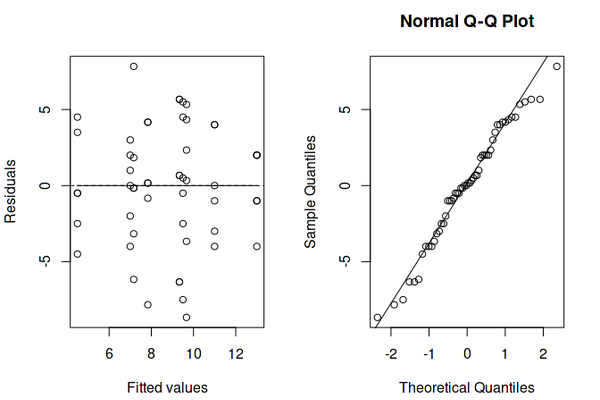 Normal Q-Q Plot
Residuals
5
0
-5
6 8 10 12
Fitted values
Sample Quantiles
5
0
-5
-2 -1 0 1 2
Theoretical Quantiles